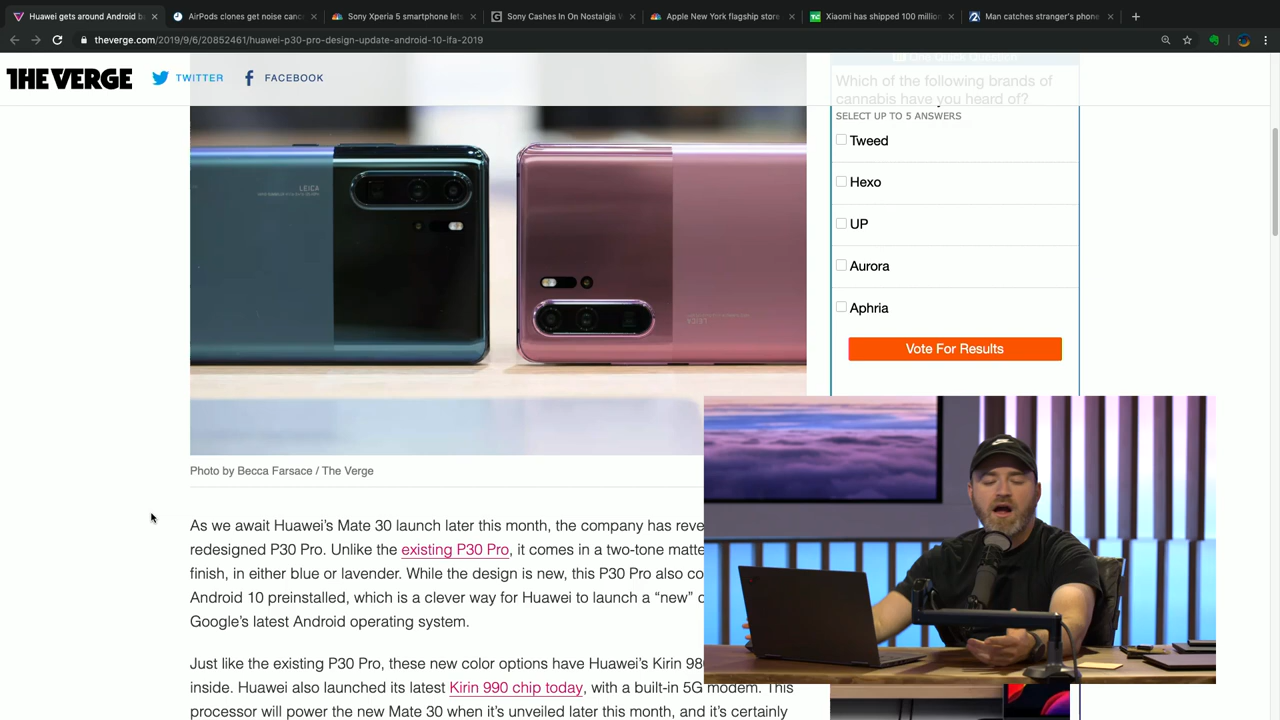 Huawei gets around Android b
AirPods clones get noise canc
Sony Xperia 5 smartphone lets
Sony Cashes In On Nostalgia W
Apple New York flagship store
Xiaomi has shipped 100 million
Man catches stranger's phone
theverge.com/2019/9/6/20852461/huawei-p30-pro-design-update-android-10-ifa-2019
THE VERGE
TWITTER
FACEBOOK
One Quick Question
Which of the following brands of
cannabis have you heard of?
SELECT UP TO 5 ANSWERS
Tweed
Hexo
UP
Aurora
Aphria
Vote For Results
LEICA
LEICA
Photo by Becca Farsace / The Verge
As we await Huawei's Mate 30 launch later this month, the company has reve
redesigned P30 Pro. Unlike the existing P30 Pro, it comes in a two-tone matte
finish, in either blue or lavender. While the design is new, this P30 Pro also co
Android 10 preinstalled, which is a clever way for Huawei to launch a “new”
Google's latest Android operating system.
Just like the existing P30 Pro, these new color options have Huawei's Kirin 980
inside. Huawei also launched its latest Kirin 990 chip today, with a built-in 5G modem. This
processor will power the new Mate 30 when it's unveiled later this month, and it's certainly